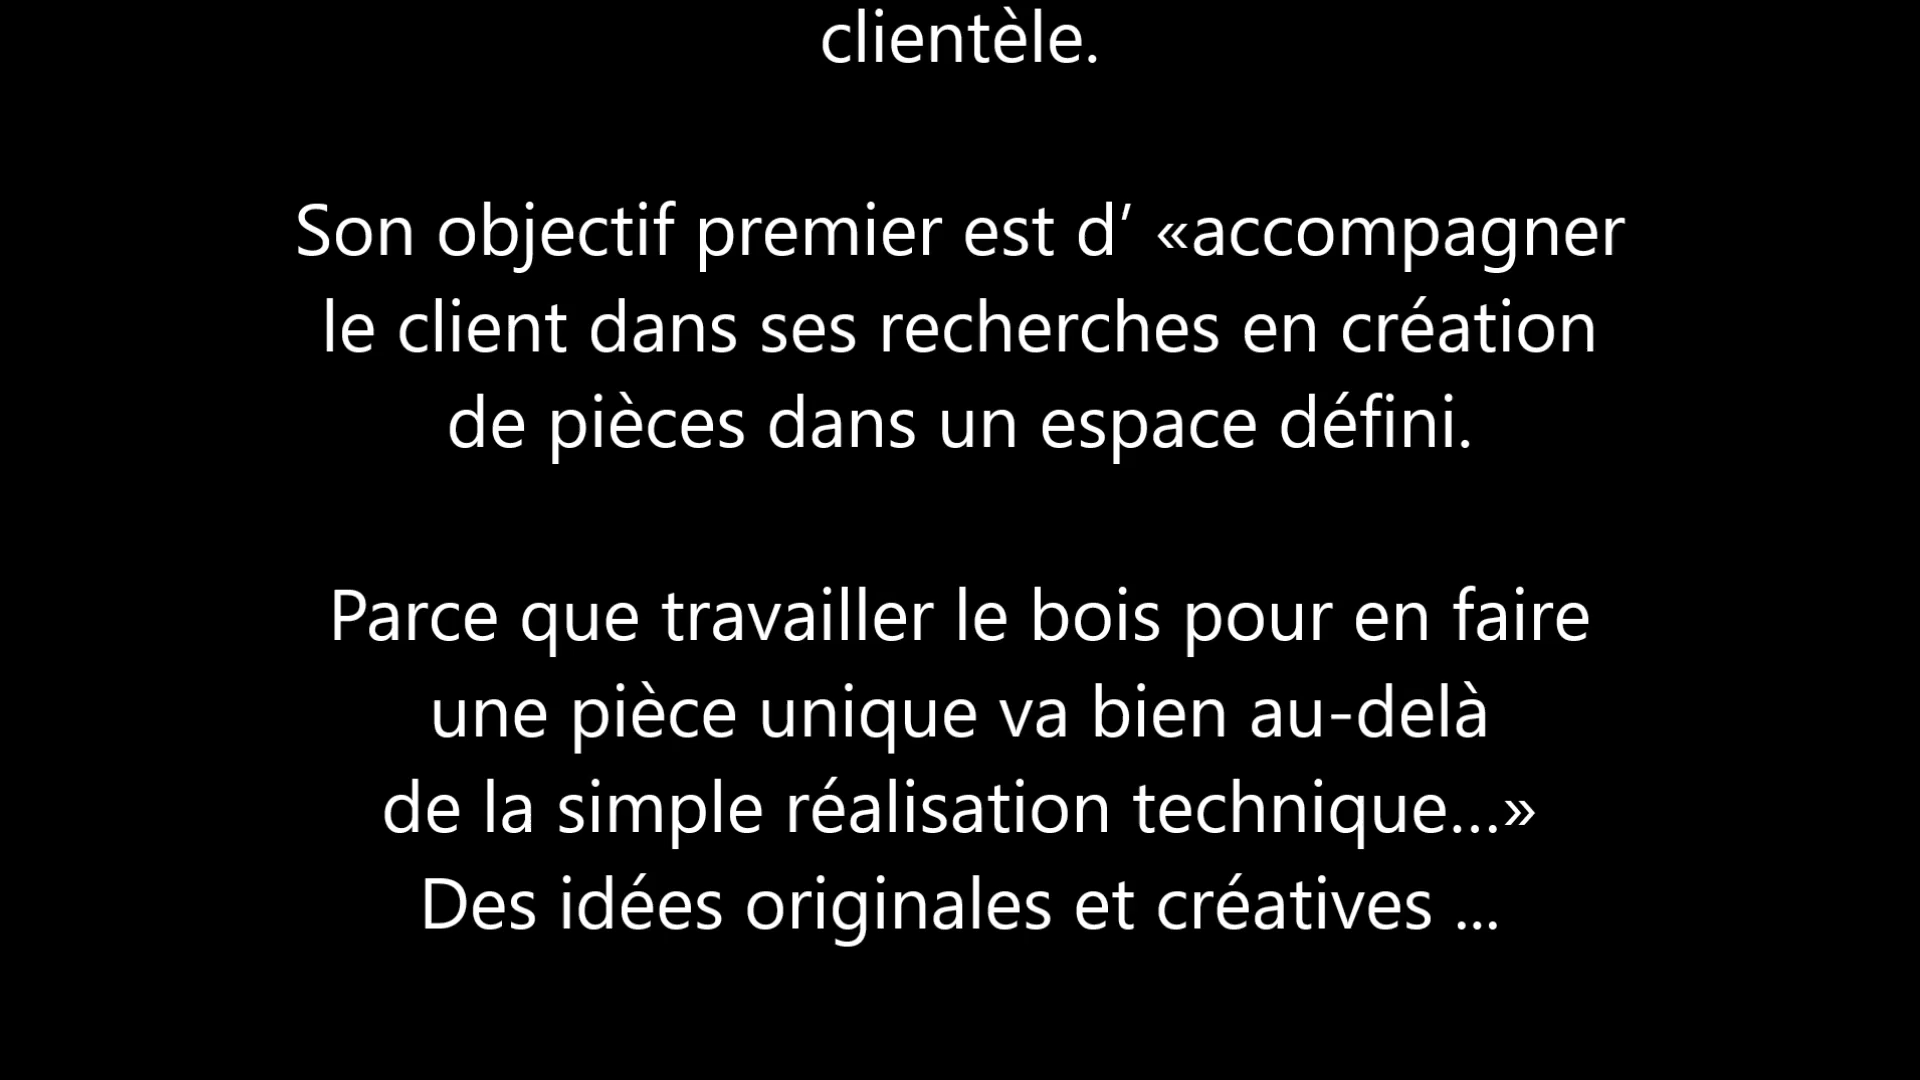 clientèle.
Son objectif premier est d’ «accompagner
le client dans ses recherches en création
de pièces dans un espace défini.
Parce que travailler le bois pour en faire
une pièce unique va bien au-delà
de la simple réalisation technique...»
Des idées originales et créatives ...